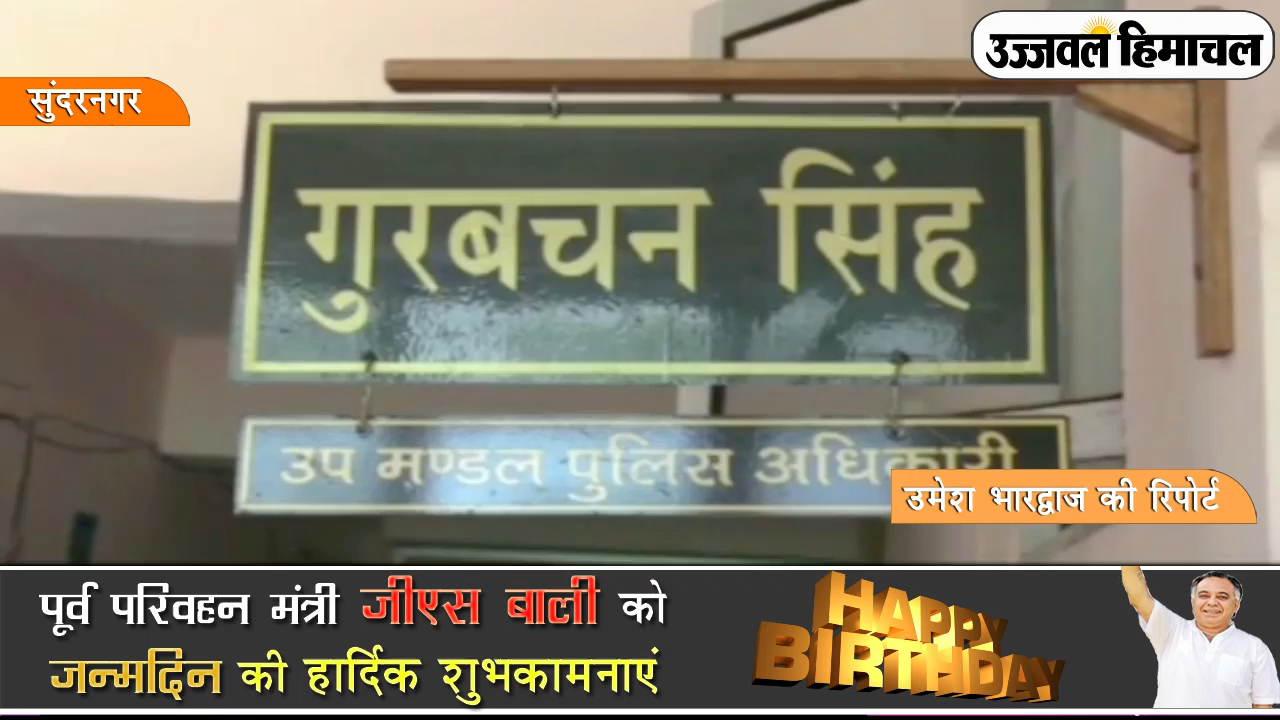 उज्जवल हिमाचल
सुंदरनगर
गुरबचन सिंह
उप मण्डल पुलिस अधिकारी
उमेश भारद्वाज की रिपोर्ट
पूर्व परिवहन मंत्री जीएस बाली को
जन्मदिन की हार्दिक शुभकामनाएं
HAPPY
BIRTHDAY